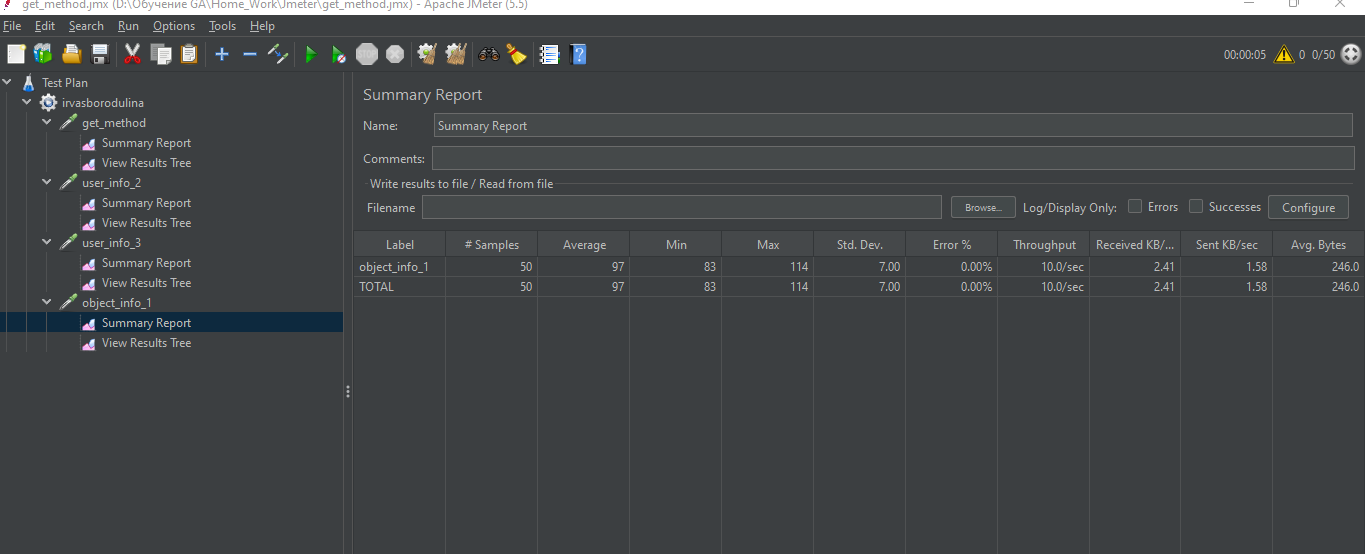 get_method.jmx (D:\Обучение GA\Home_Work\Jmeter\get_method.jmx) - Apache JMeter (5.5)
File Edit Search Run Options Tools Help
STOP 00:00:05 0 0/50
Test Plan
irvasborodulina
get_method
Summary Report
View Results Tree
user_info_2
Summary Report
View Results Tree
user_info_3
Summary Report
View Results Tree
object_info_1
Summary Report
View Results Tree
Summary Report
Name: Summary Report
Comments:
Write results to file / Read from file
Filename Browse... Log/Display Only: Errors Successes Configure
Label # Samples Average Min Max Std. Dev. Error % Throughput Received KB/... Sent KB/sec Avg. Bytes
object_info_1 50 97 83 114 7.00 0.00% 10.0/sec 2.41 1.58 246.0
TOTAL 50 97 83 114 7.00 0.00% 10.0/sec 2.41 1.58 246.0